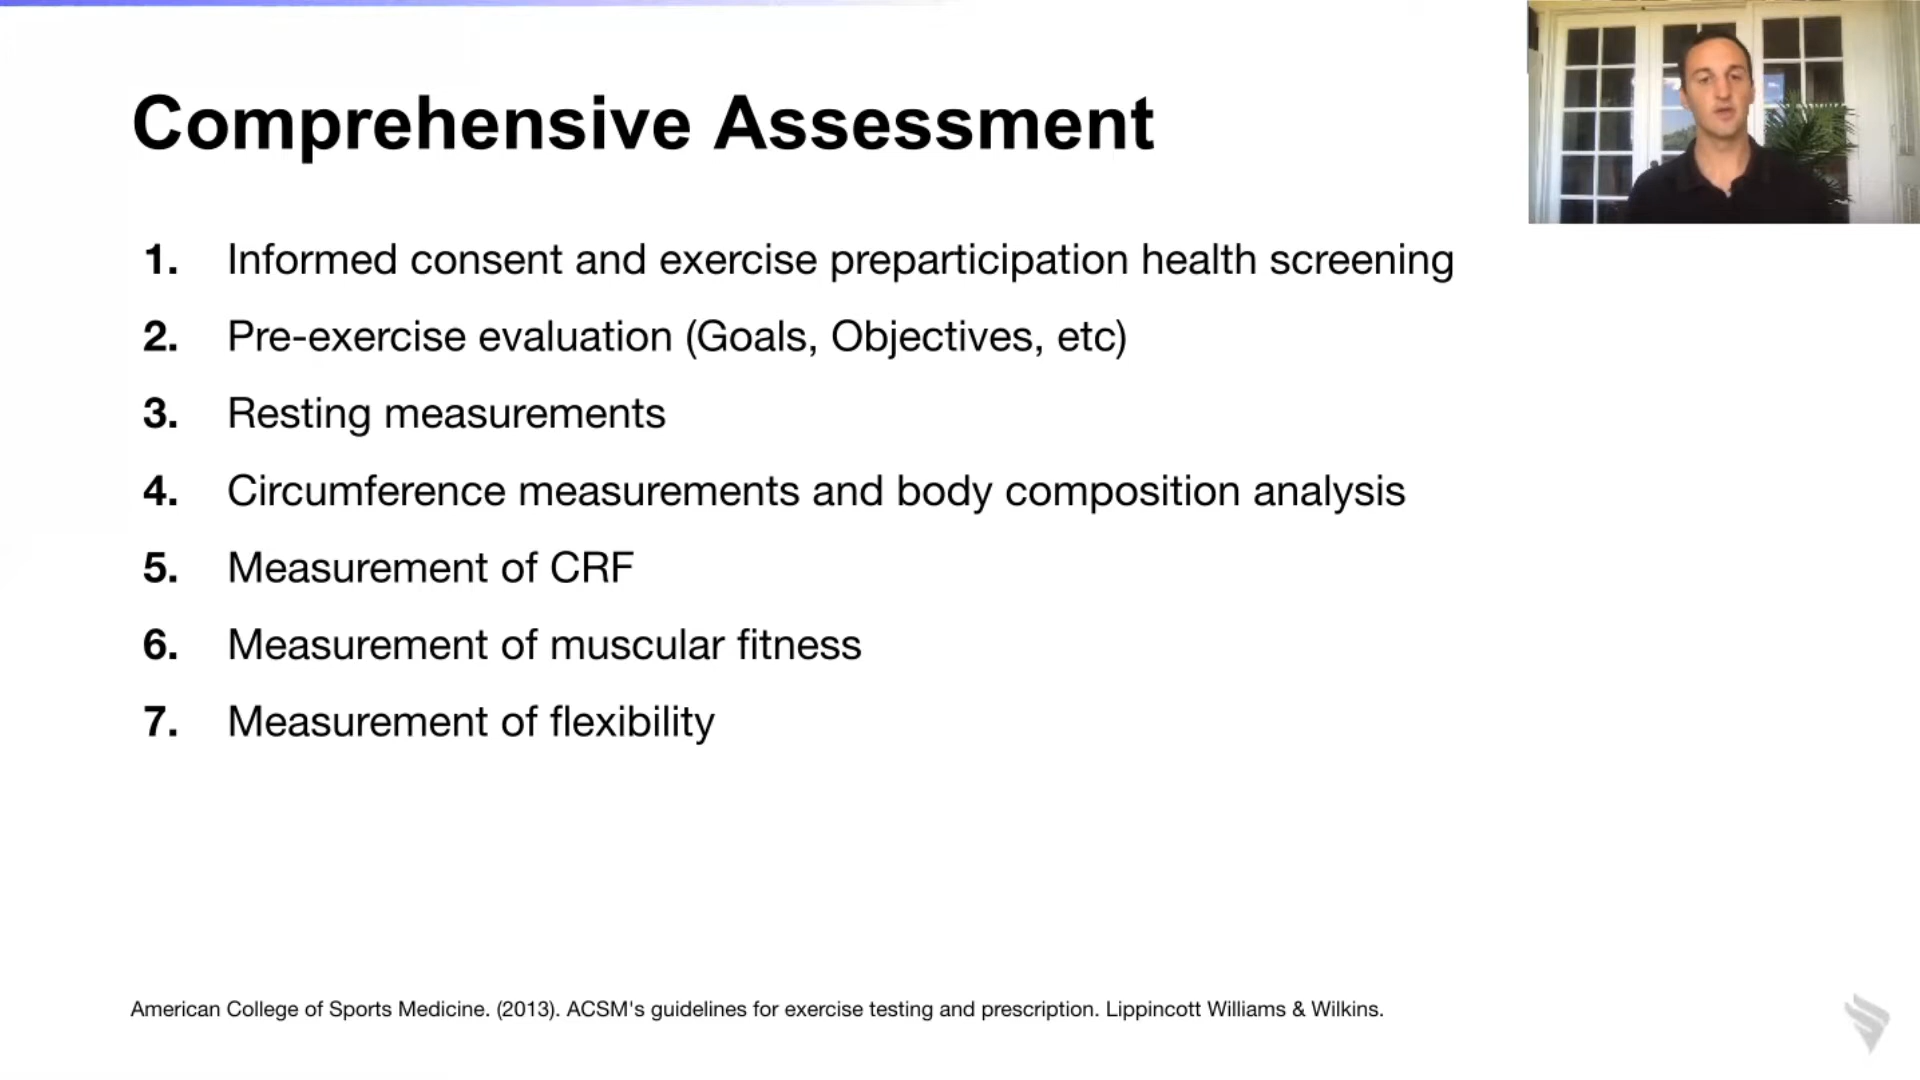 Comprehensive Assessment
1. Informed consent and exercise preparticipation health screening
2. Pre-exercise evaluation (Goals, Objectives, etc)
3. Resting measurements
4. Circumference measurements and body composition analysis
5. Measurement of CRF
6. Measurement of muscular fitness
7. Measurement of flexibility
American College of Sports Medicine. (2013). ACSM's guidelines for exercise testing and prescription. Lippincott Williams & Wilkins.